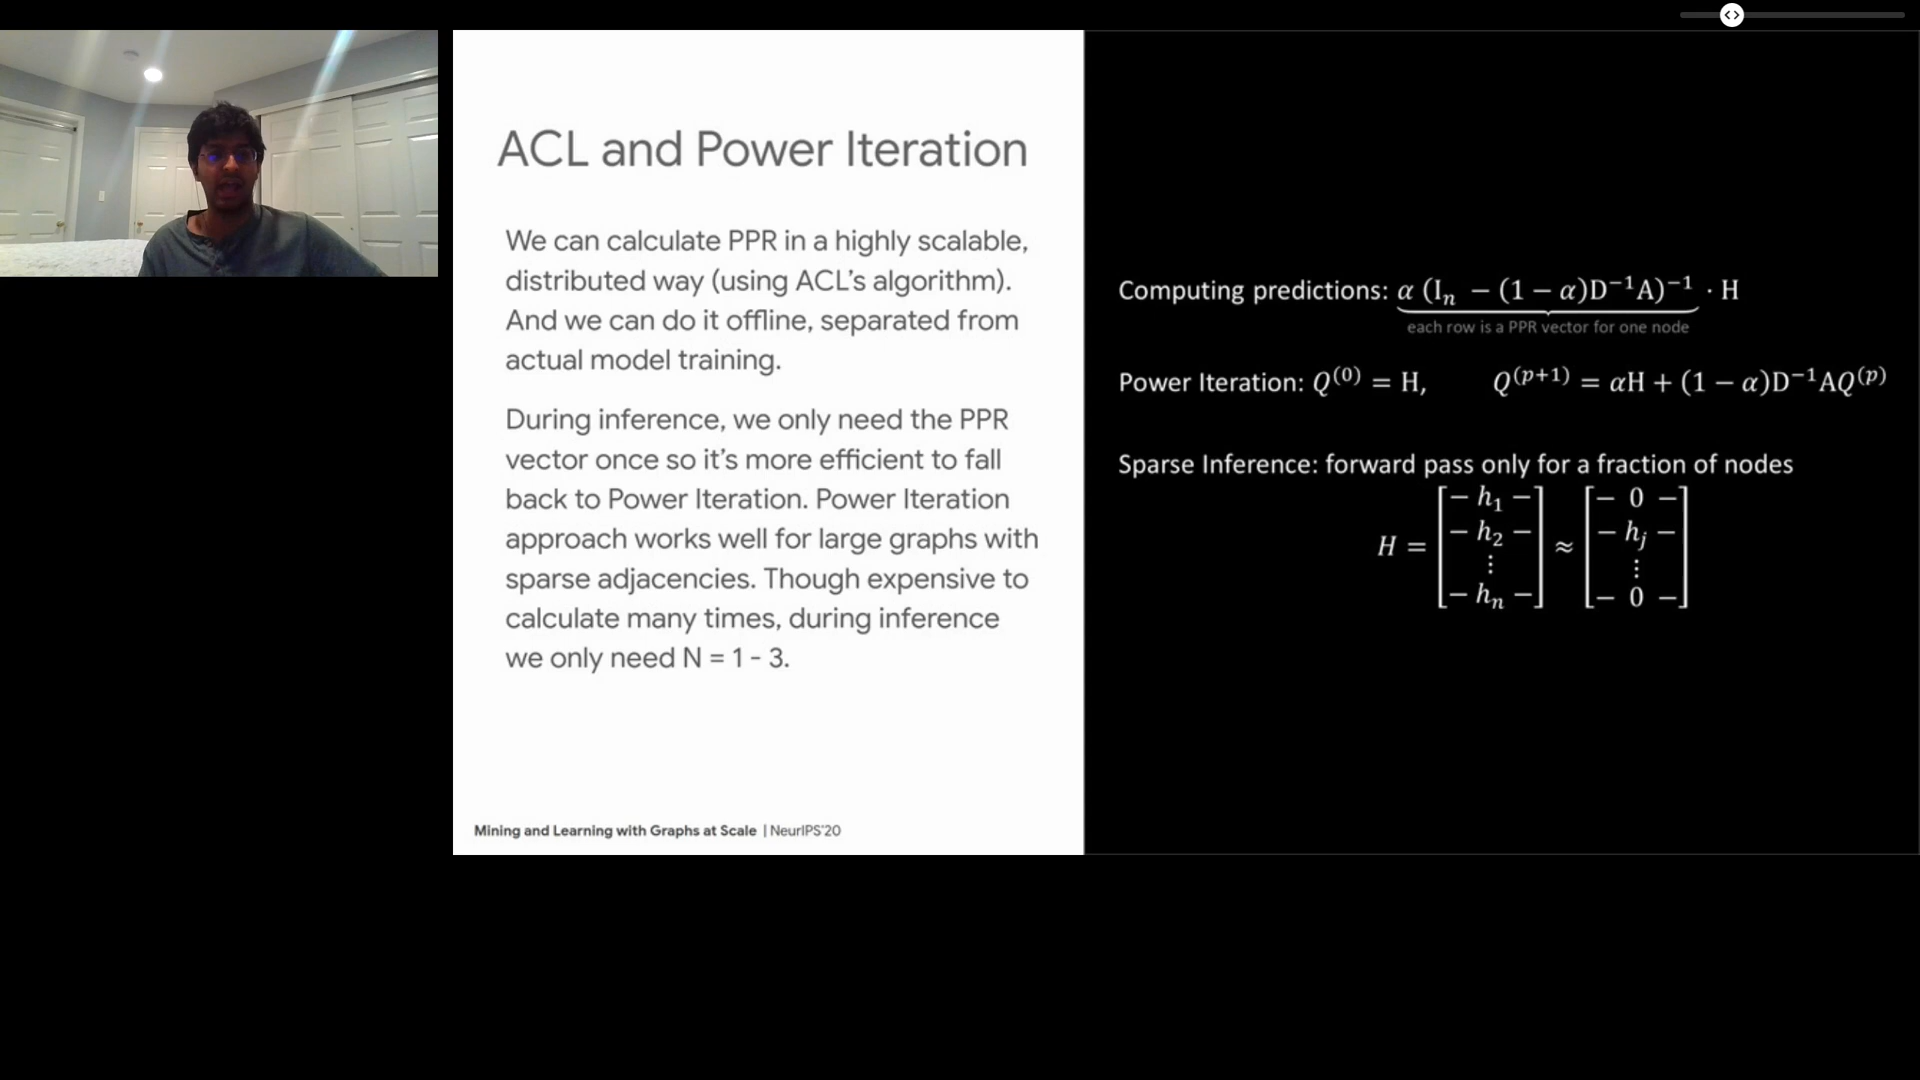 ACL and Power Iteration
We can calculate PPR in a highly scalable,
distributed way (using ACL’s algorithm).
And we can do it offline, separated from
actual model training.
During inference, we only need the PPR
vector once so it’s more efficient to fall
back to Power Iteration. Power Iteration
approach works well for large graphs with
sparse adjacencies. Though expensive to
calculate many times, during inference
we only need N = 1 - 3.
Mining and Learning with Graphs at Scale | NeurIPS'20
Computing predictions: α (Iₙ − (1 − α)D⁻¹A)⁻¹ · H
each row is a PPR vector for one node
Power Iteration: Q⁽⁰⁾ = H, Q⁽ᵖ⁺¹⁾ = αH + (1 − α)D⁻¹AQ⁽ᵖ⁾
Sparse Inference: forward pass only for a fraction of nodes
H = [− h₁ − − h₂ − ⋮ − hₙ −] ≈ [− 0 − − hⱼ − ⋮ − 0 −]